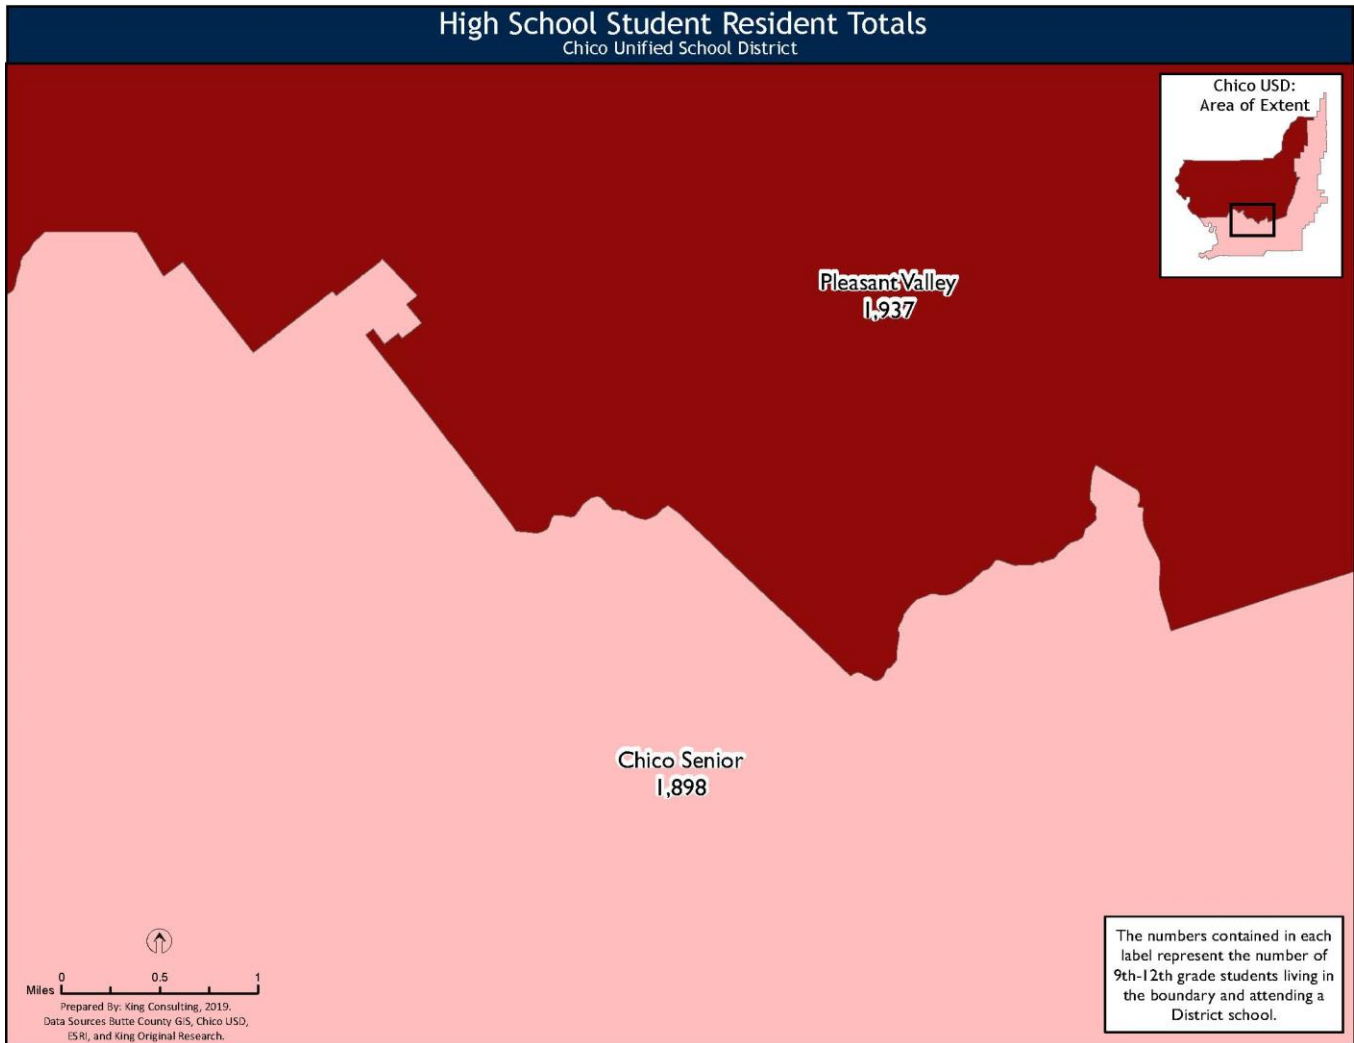 High School Student Resident Totals
Chico Unified School District
Chico USD:
Area of Extent
Pleasant Valley
1,937
Chico Senior
1,898
0 0.5 1
Miles
Prepared By: King Consulting, 2019.
Data Sources Butte County GIS, Chico USD,
ESRI, and King Original Research.
The numbers contained in each
label represent the number of
9th-12th grade students living in
the boundary and attending a
District school.